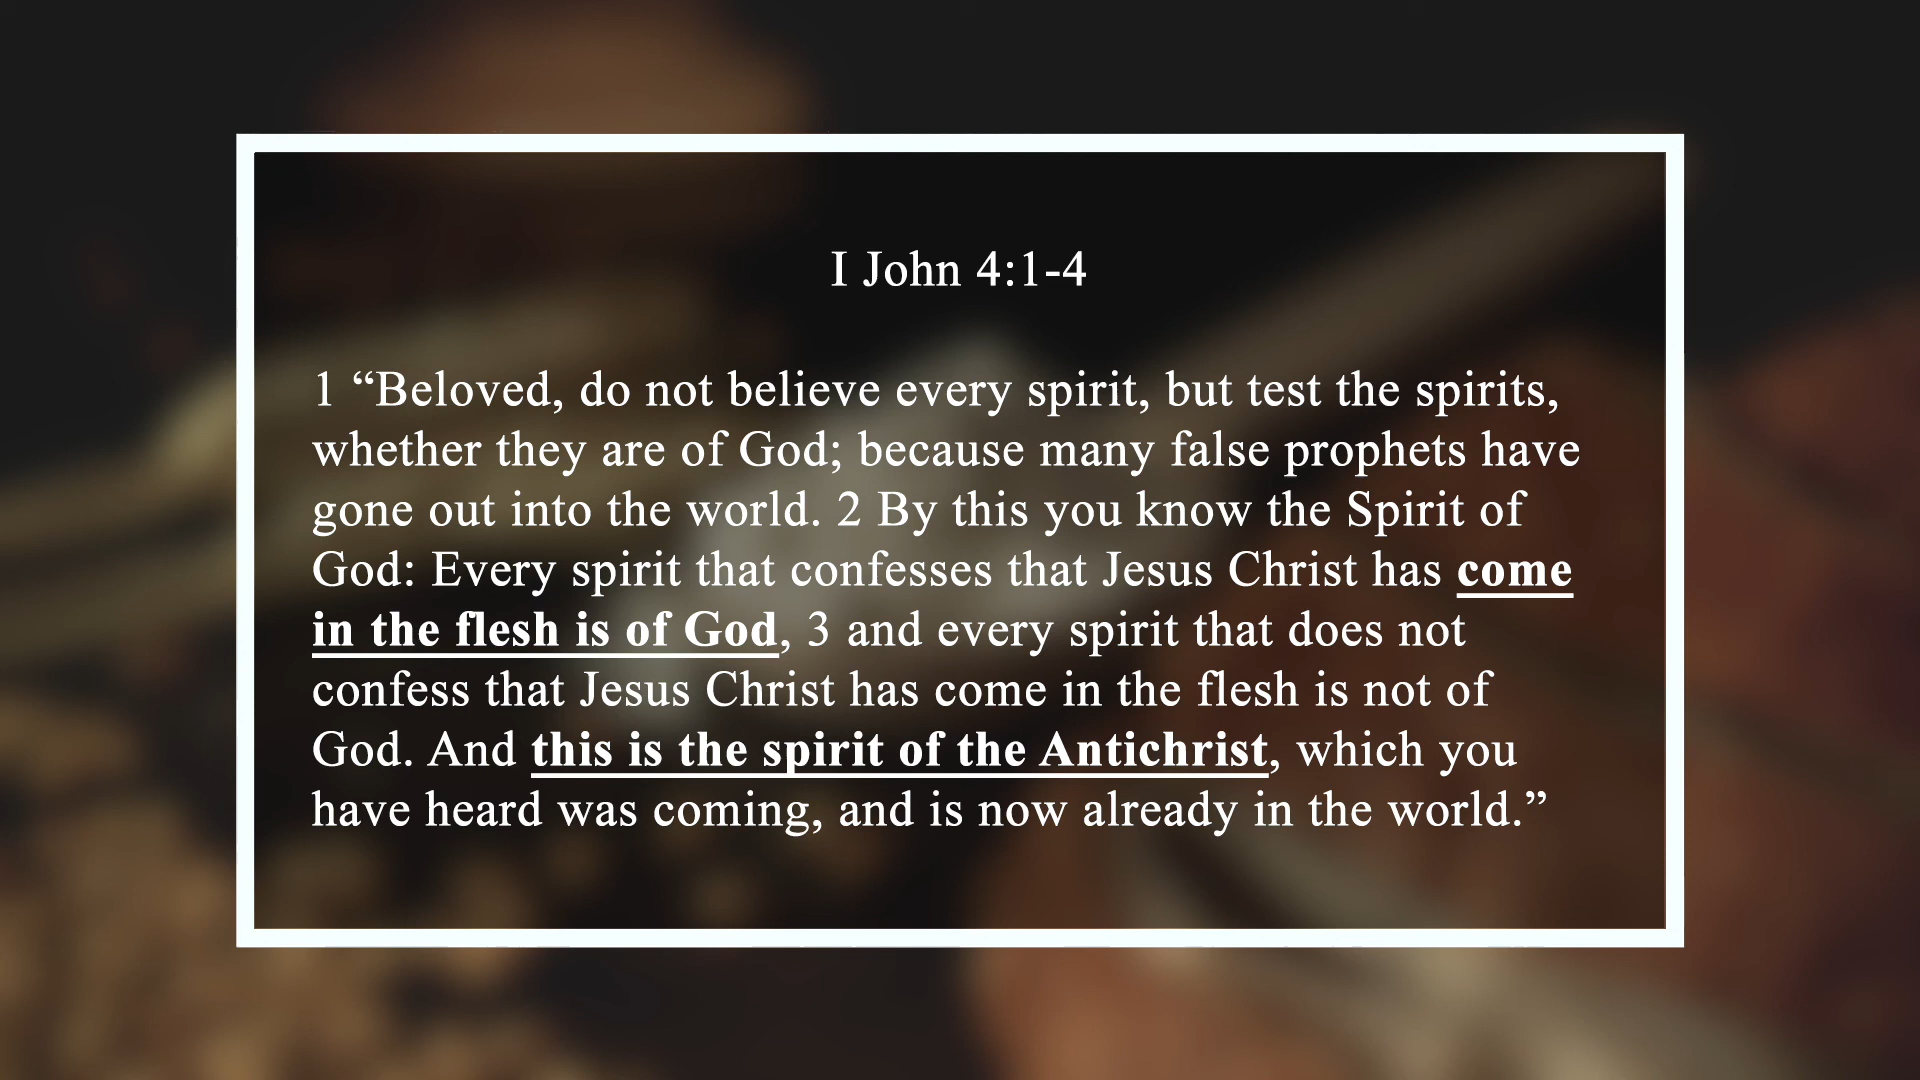 I John 4:1-4
1 “Beloved, do not believe every spirit, but test the spirits,
whether they are of God; because many false prophets have
gone out into the world. 2 By this you know the Spirit of
God: Every spirit that confesses that Jesus Christ has come
in the flesh is of God, 3 and every spirit that does not
confess that Jesus Christ has come in the flesh is not of
God. And this is the spirit of the Antichrist, which you
have heard was coming, and is now already in the world.”